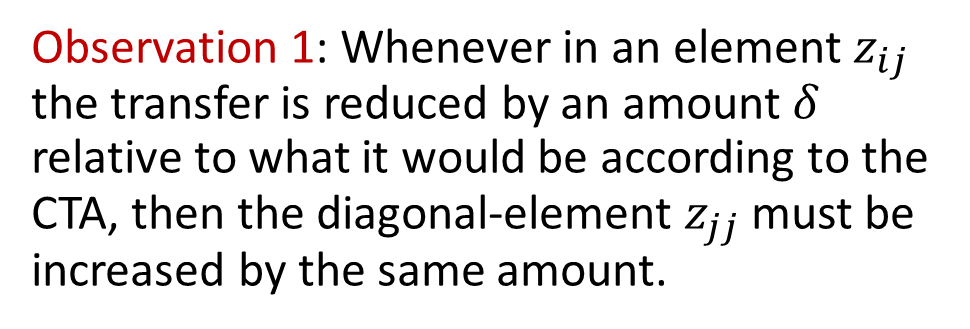 Observation 1: Whenever in an element z_{ij}
the transfer is reduced by an amount δ
relative to what it would be according to the
CTA, then the diagonal-element z_{jj} must be
increased by the same amount.